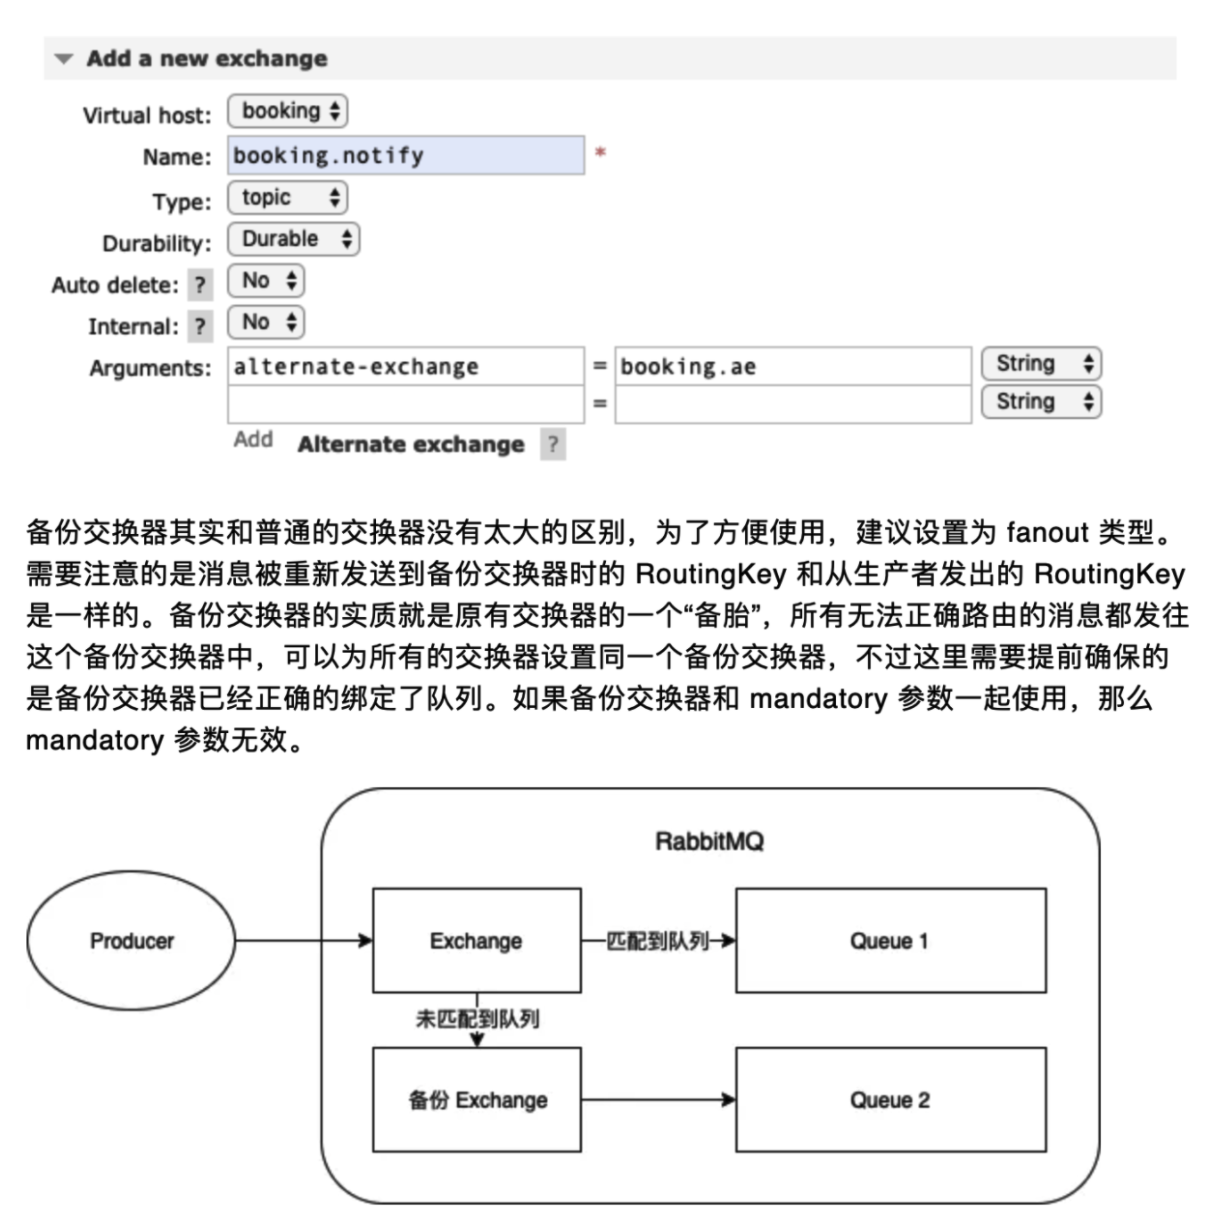 Add a new exchange
Virtual host: booking
Name: booking.notify *
Type: topic
Durability: Durable
Auto delete: ? No
Internal: ? No
Arguments: alternate-exchange = booking.ae String
= String
Add Alternate exchange ?
备份交换器其实和普通的交换器没有太大的区别，为了方便使用，建议设置为 fanout 类型。
需要注意的是消息被重新发送到备份交换器时的 RoutingKey 和从生产者发出的 RoutingKey
是一样的。备份交换器的实质就是原有交换器的一个“备胎”，所有无法正确路由的消息都发往
这个备份交换器中，可以为所有的交换器设置同一个备份交换器，不过这里需要提前确保的
是备份交换器已经正确的绑定了队列。如果备份交换器和 mandatory 参数一起使用，那么
mandatory 参数无效。
RabbitMQ
Producer
Exchange
匹配到队列
Queue 1
未匹配到队列
备份 Exchange
Queue 2